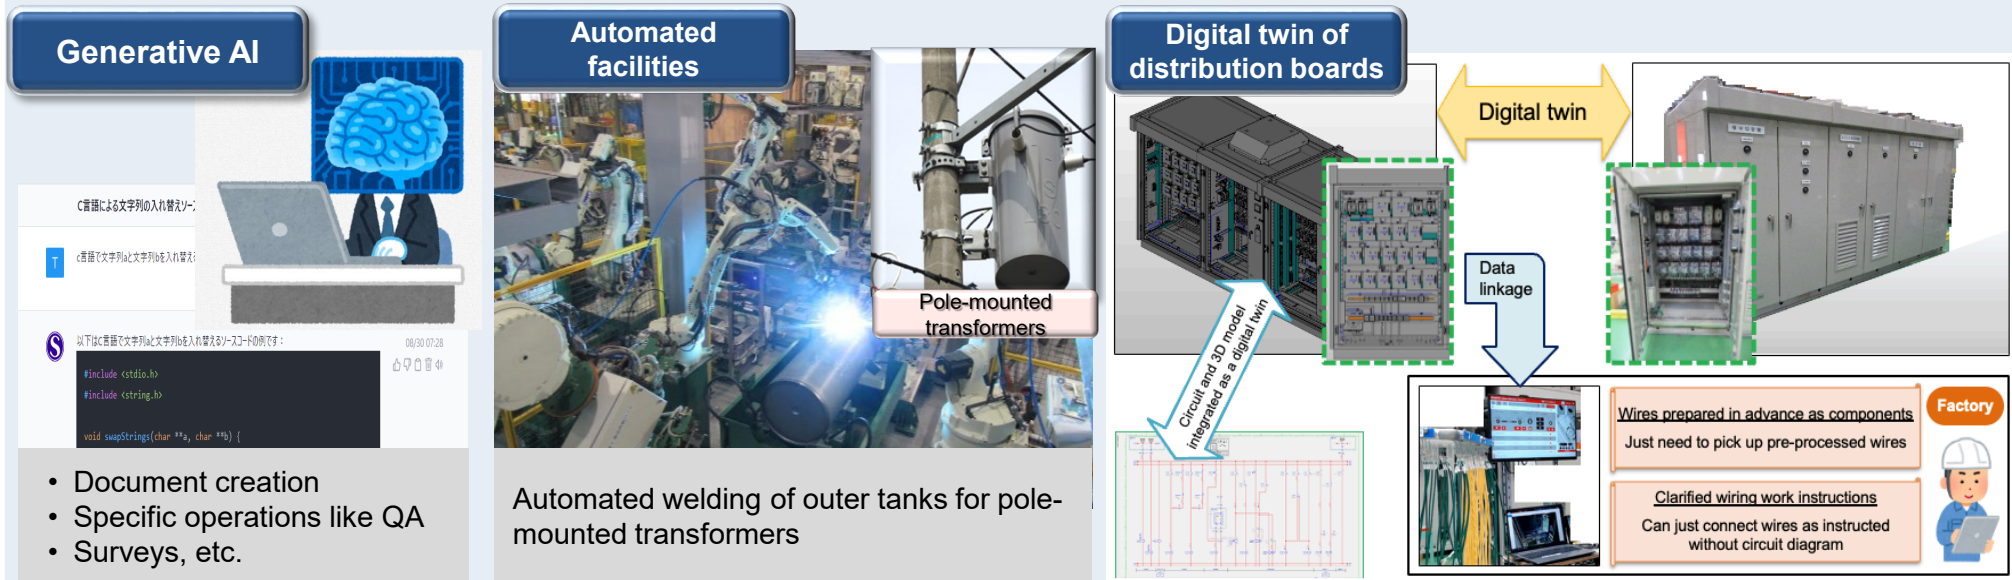 Generative AI
C言語による文字列の入れ替えソース
T
c言語で文字列aと文字列bを入れ替える
S
以下はC言語で文字列aと文字列bを入れ替えるソースコードの例です：
08/30 07:28
#include <stdio.h>
#include <string.h>
void swapStrings(char **a, char **b) {
• Document creation
• Specific operations like QA
• Surveys, etc.
Automated
facilities
Pole-mounted
transformers
Automated welding of outer tanks for pole-
mounted transformers
Digital twin of
distribution boards
Digital twin
Data
linkage
Circuit and 3D model
integrated as a digital twin
Factory
Wires prepared in advance as components
Just need to pick up pre-processed wires
Clarified wiring work instructions
Can just connect wires as instructed
without circuit diagram